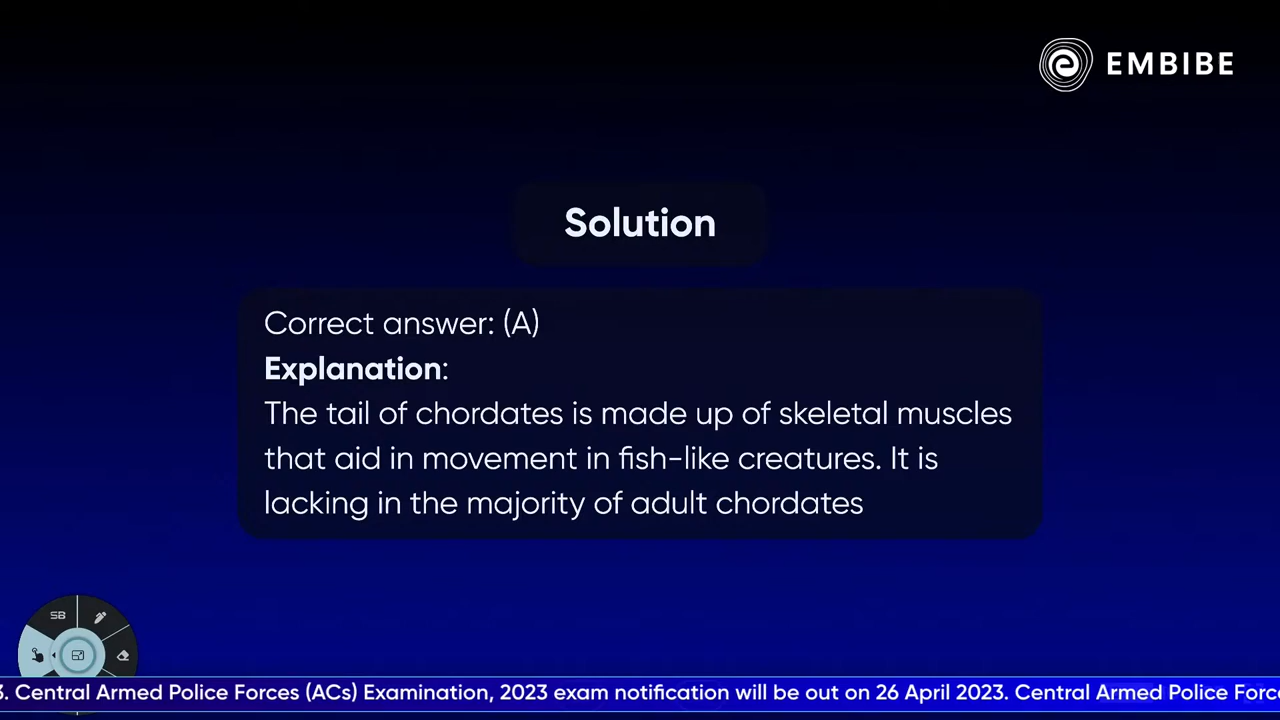 EMBIBE
Solution
Correct answer: (A)
Explanation:
The tail of chordates is made up of skeletal muscles
that aid in movement in fish-like creatures. It is
lacking in the majority of adult chordates
SB
3. Central Armed Police Forces (ACs) Examination, 2023 exam notification will be out on 26 April 2023. Central Armed Police Force